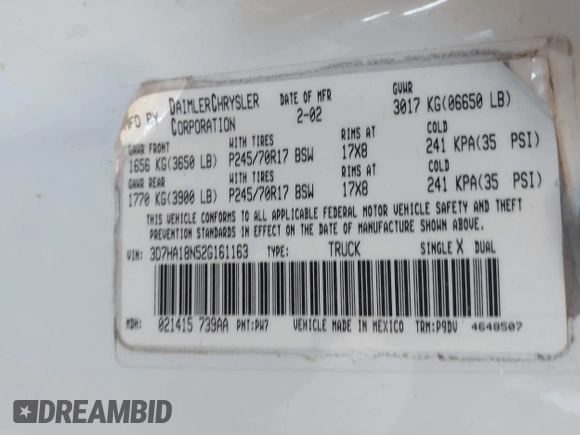 MFD BY DAIMLERCHRYSLER CORPORATION
DATE OF MFR 2-02
GVWR 3017 KG(06650 LB)
GAWR FRONT WITH TIRES RIMS AT COLD
1656 KG(3650 LB) P245/70R17 BSW 17X8 241 KPA(35 PSI)
GAWR REAR WITH TIRES RIMS AT COLD
1770 KG(3900 LB) P245/70R17 BSW 17X8 241 KPA(35 PSI)
THIS VEHICLE CONFORMS TO ALL APPLICABLE FEDERAL MOTOR VEHICLE SAFETY AND THEFT
PREVENTION STANDARDS IN EFFECT ON THE DATE OF MANUFACTURE SHOWN ABOVE.
VIN: 3D7HA18N52G161163 TYPE: TRUCK SINGLE X DUAL
MDH: 021415 739AA PNT:PW7 VEHICLE MADE IN MEXICO TRM:P9DV 4648507
DREAMBID